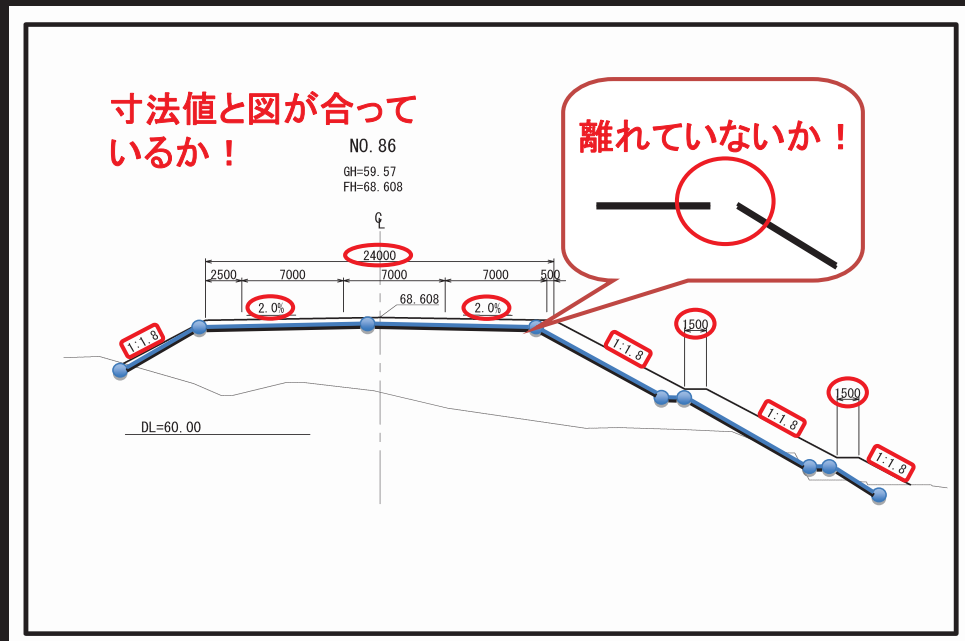 寸法値と図が合って
いるか！
離れていないか！
NO. 86
GH=59. 57
FH=68. 608
CL
24000
2500 7000 7000 7000 500
2.0% 68.608 2.0%
1:1.8
1:1.8
1500
1:1.8
1500
1:1.8
DL=60. 00